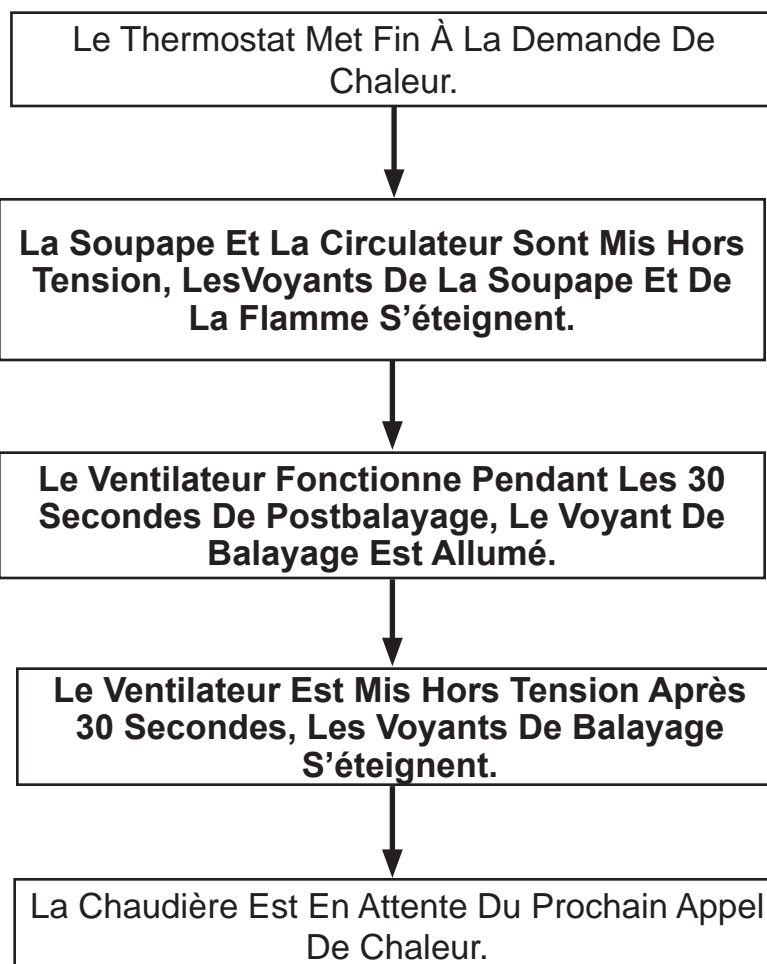 Le Thermostat Met Fin À La Demande De
Chaleur.
La Soupape Et La Circulateur Sont Mis Hors
Tension, LesVoyants De La Soupape Et De
La Flamme S’éteignent.
Le Ventilateur Fonctionne Pendant Les 30
Secondes De Postbalayage, Le Voyant De
Balayage Est Allumé.
Le Ventilateur Est Mis Hors Tension Après
30 Secondes, Les Voyants De Balayage
S’éteignent.
La Chaudière Est En Attente Du Prochain Appel
De Chaleur.